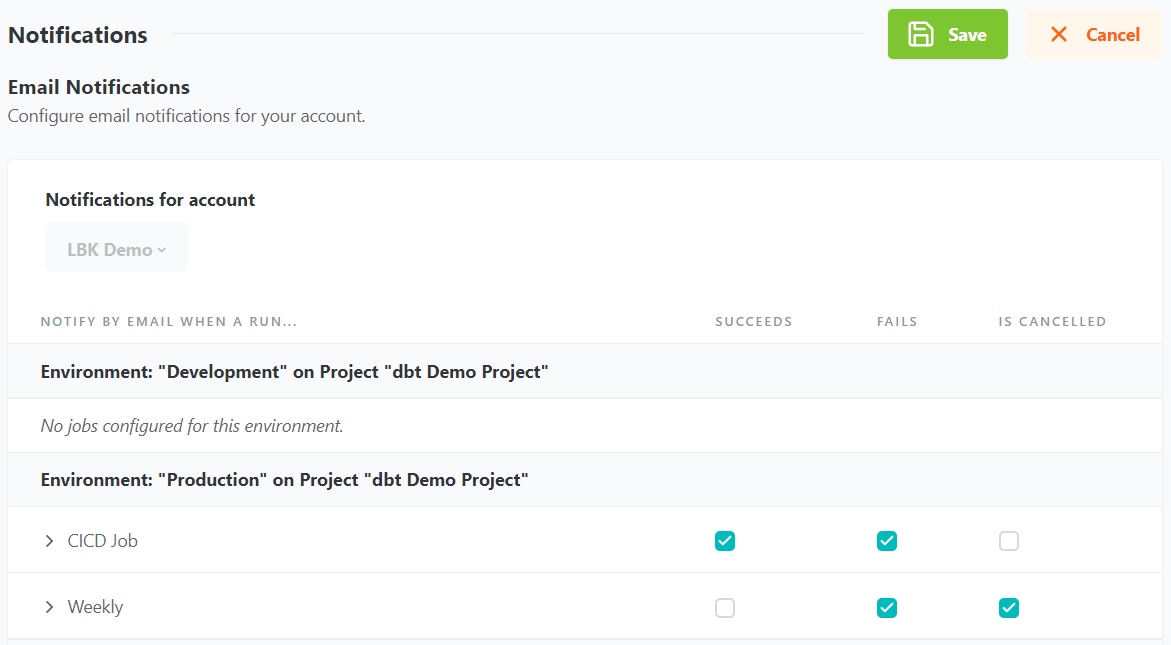 Notifications
Save
Cancel
Email Notifications
Configure email notifications for your account.
Notifications for account
LBK Demo
NOTIFY BY EMAIL WHEN A RUN... SUCCEEDS FAILS IS CANCELLED
Environment: "Development" on Project "dbt Demo Project"
No jobs configured for this environment.
Environment: "Production" on Project "dbt Demo Project"
CICD Job
Weekly